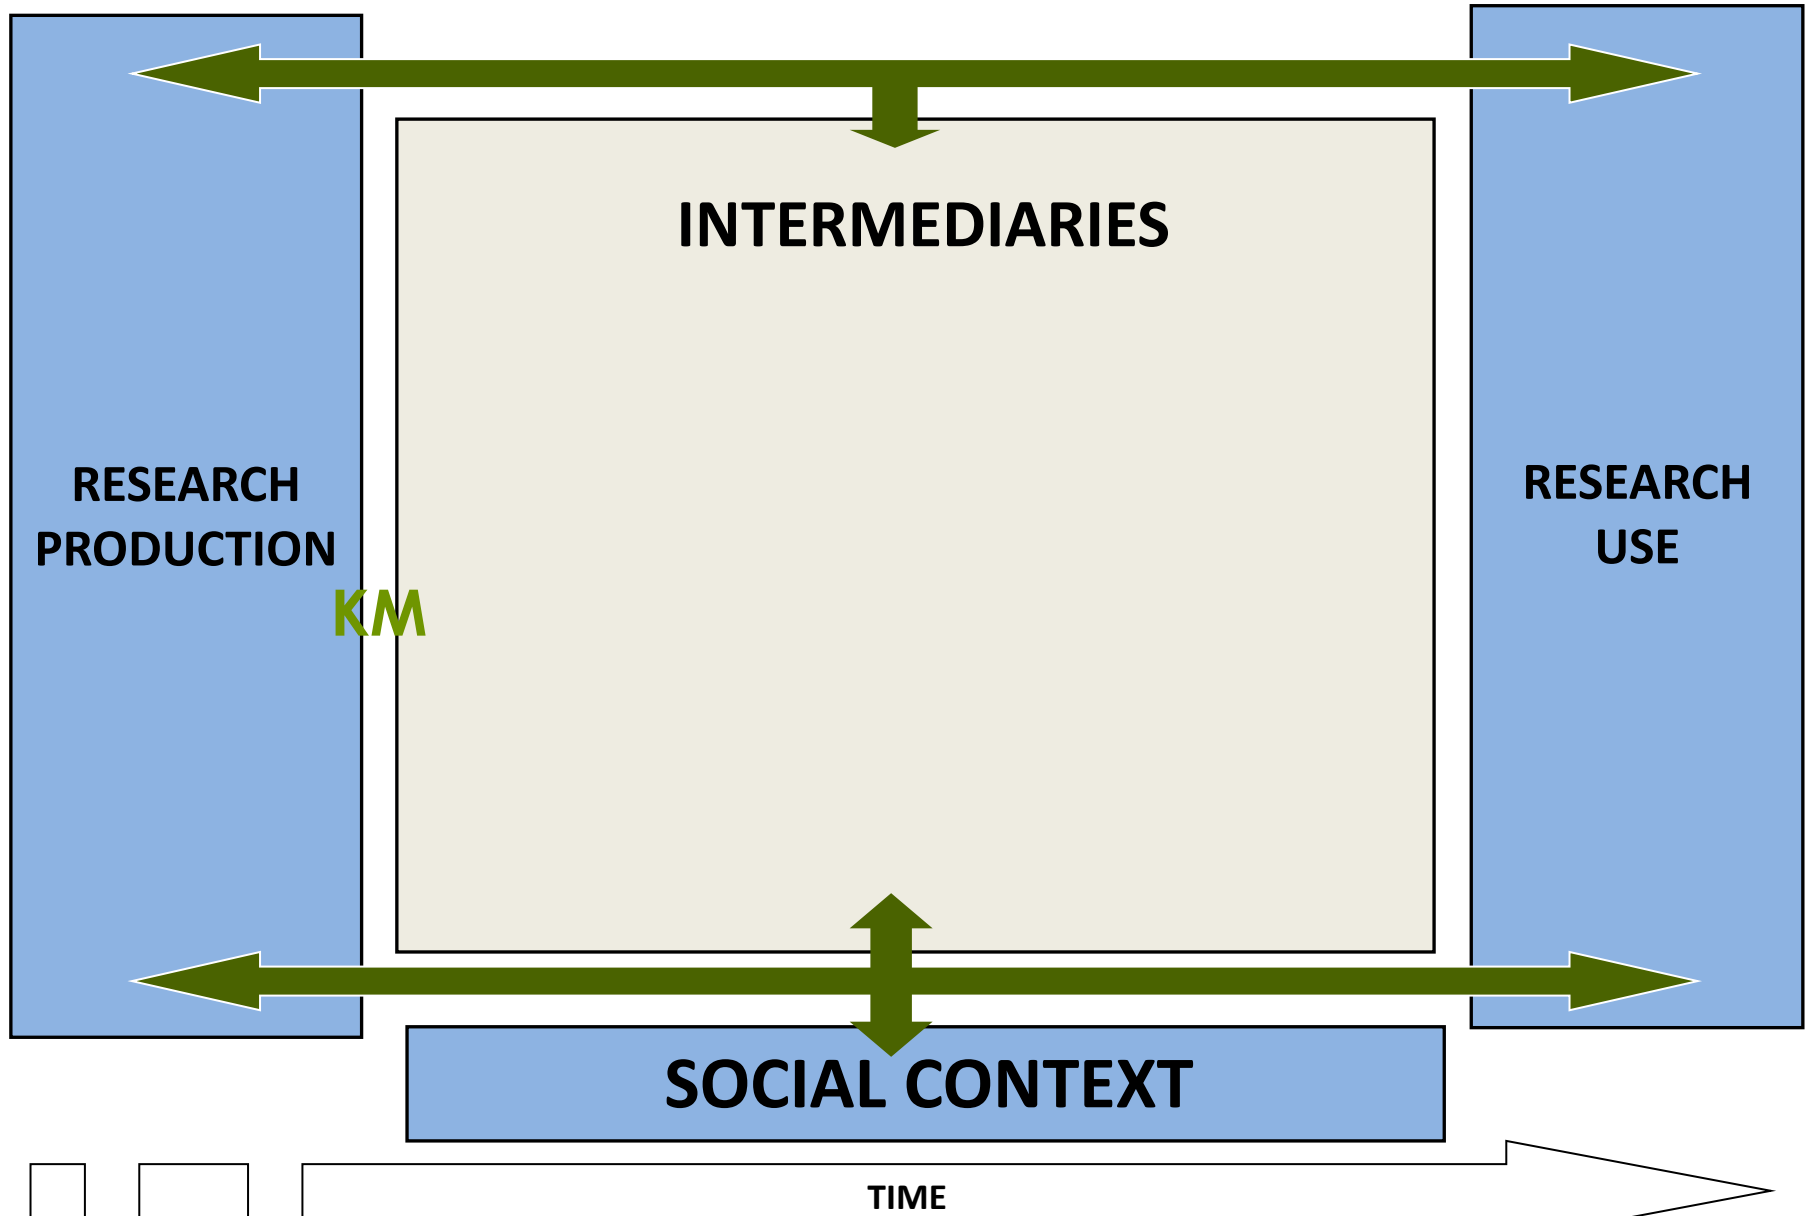 INTERMEDIARIES
RESEARCH
PRODUCTION
RESEARCH
USE
KM
SOCIAL CONTEXT
TIME